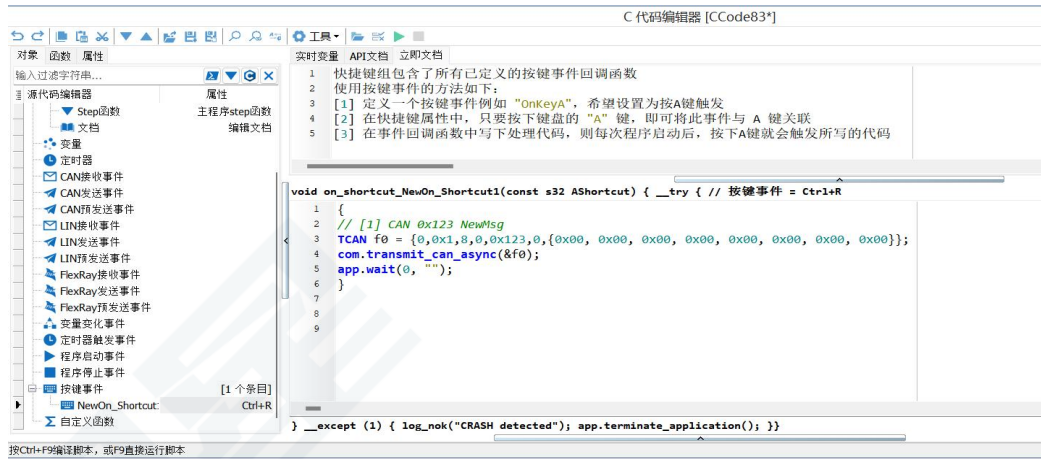 C 代码编辑器 [CCode83*]
工具
对象 函数 属性
实时变量 API文档 立即文档
输入过滤字符串...
源代码编辑器 属性
Step函数 主程序step函数
文档 编辑文档
变量
定时器
CAN接收事件
CAN发送事件
CAN预发送事件
LIN接收事件
LIN发送事件
LIN预发送事件
FlexRay接收事件
FlexRay发送事件
FlexRay预发送事件
变量变化事件
定时器触发事件
程序启动事件
程序停止事件
按键事件 [1 个条目]
NewOn_Shortcut: Ctrl+R
自定义函数
1 快捷键组包含了所有已定义的按键事件回调函数
2 使用按键事件的方法如下:
3 [1] 定义一个按键事件例如 "OnKeyA", 希望设置为按A键触发
4 [2] 在快捷键属性中, 只要按下键盘的 "A" 键, 即可将此事件与 A 键关联
5 [3] 在事件回调函数中写下处理代码, 则每次程序启动后, 按下A键就会触发所写的代码
void on_shortcut_NewOn_Shortcut1(const s32 AShortcut) { __try { // 按键事件 = Ctrl+R
1 {
2 // [1] CAN 0x123 NewMsg
3 TCAN f0 = {0,0x1,8,0,0x123,0,{0x00, 0x00, 0x00, 0x00, 0x00, 0x00, 0x00, 0x00}};
4 com.transmit_can_async(&f0);
5 app.wait(0, "");
6 }
7
8
9
} __except (1) { log_nok("CRASH detected"); app.terminate_application(); }}
按Ctrl+F9编译脚本，或F9直接运行脚本